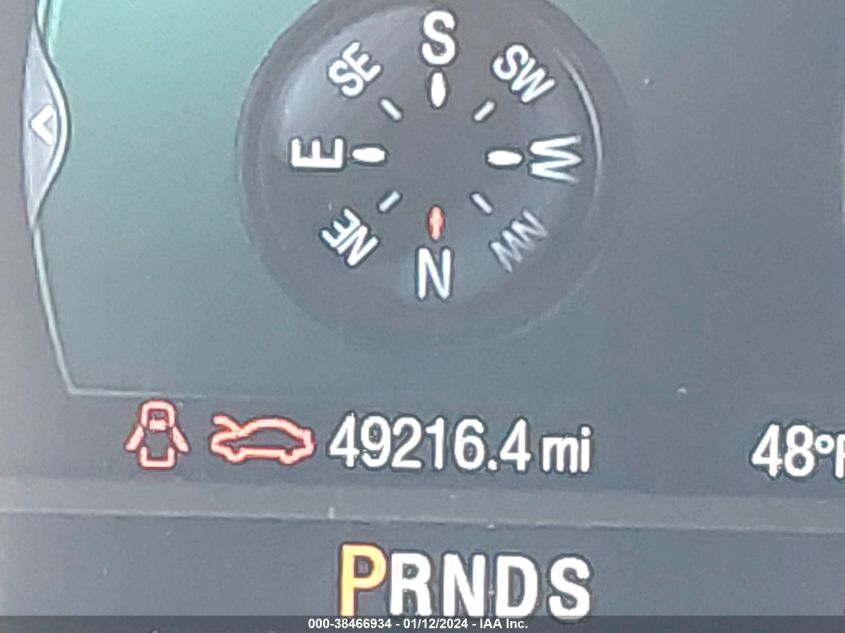 S
SE SW
E W
NE NW
N
49216.4 mi 48°F
PRNDS
000-38466934 - 01/12/2024 - IAA Inc.